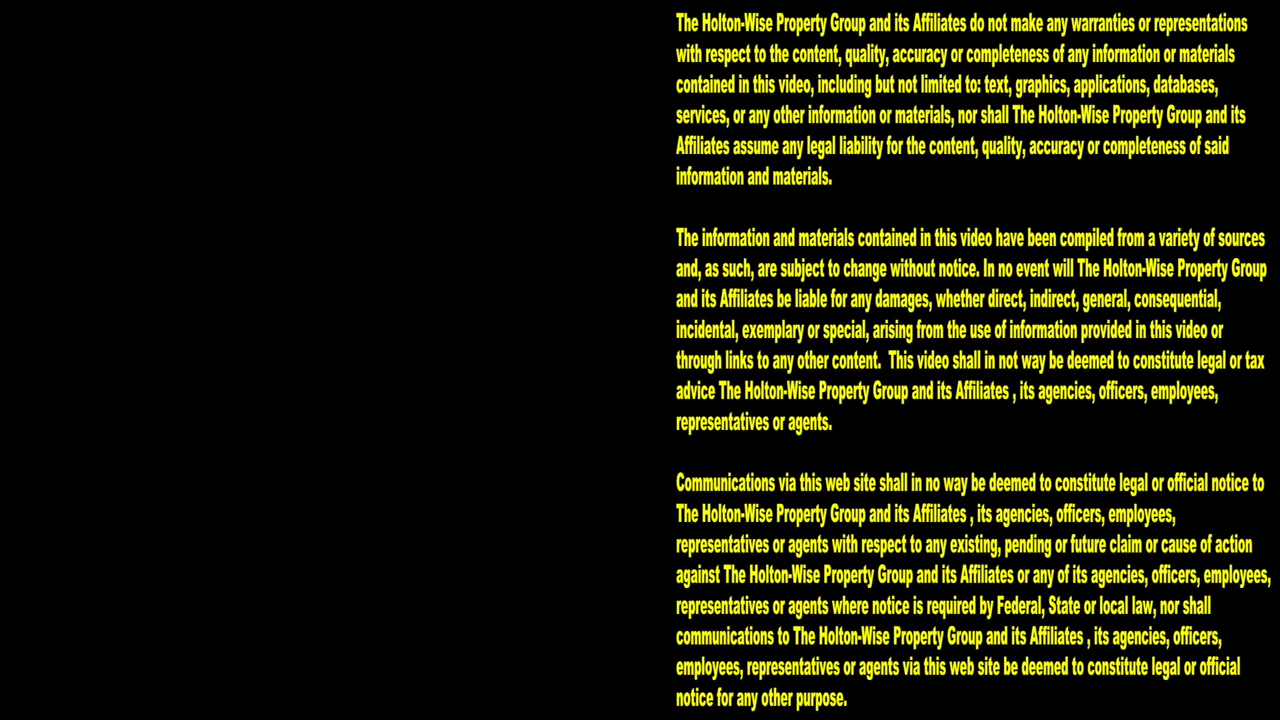 The Holton-Wise Property Group and its Affiliates do not make any warranties or representations
with respect to the content, quality, accuracy or completeness of any information or materials
contained in this video, including but not limited to: text, graphics, applications, databases,
services, or any other information or materials, nor shall The Holton-Wise Property Group and its
Affiliates assume any legal liability for the content, quality, accuracy or completeness of said
information and materials.
The information and materials contained in this video have been compiled from a variety of sources
and, as such, are subject to change without notice. In no event will The Holton-Wise Property Group
and its Affiliates be liable for any damages, whether direct, indirect, general, consequential,
incidental, exemplary or special, arising from the use of information provided in this video or
through links to any other content.  This video shall in not way be deemed to constitute legal or tax
advice The Holton-Wise Property Group and its Affiliates , its agencies, officers, employees,
representatives or agents.
Communications via this web site shall in no way be deemed to constitute legal or official notice to
The Holton-Wise Property Group and its Affiliates , its agencies, officers, employees,
representatives or agents with respect to any existing, pending or future claim or cause of action
against The Holton-Wise Property Group and its Affiliates or any of its agencies, officers, employees,
representatives or agents where notice is required by Federal, State or local law, nor shall
communications to The Holton-Wise Property Group and its Affiliates , its agencies, officers,
employees, representatives or agents via this web site be deemed to constitute legal or official
notice for any other purpose.